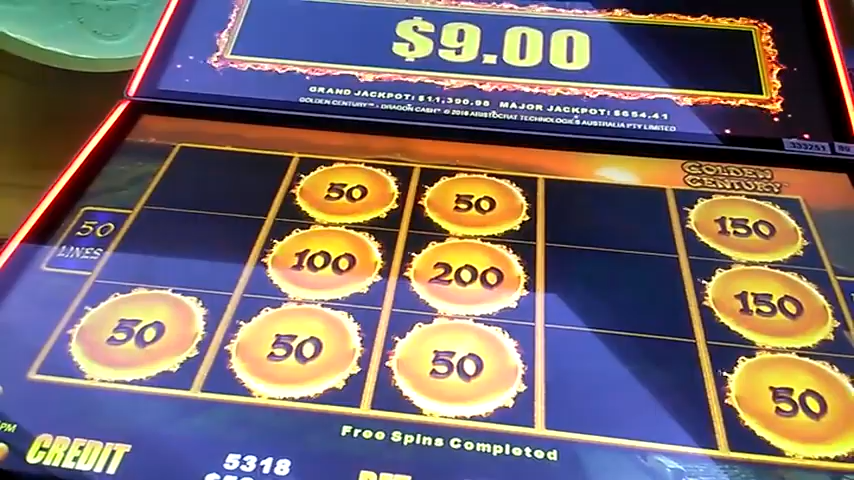 $9.00
GRAND JACKPOT: $11,390.98 MAJOR JACKPOT: $654.41
GOLDEN CENTURY™ - DRAGON CASH™ © 2016 ARISTOCRAT TECHNOLOGIES AUSTRALIA PTY LIMITED
333251
GOLDEN
CENTURY
50
LINES
50 50 150
100 200 150
50 50 50 50
Free Spins Completed
PM
CREDIT
5318